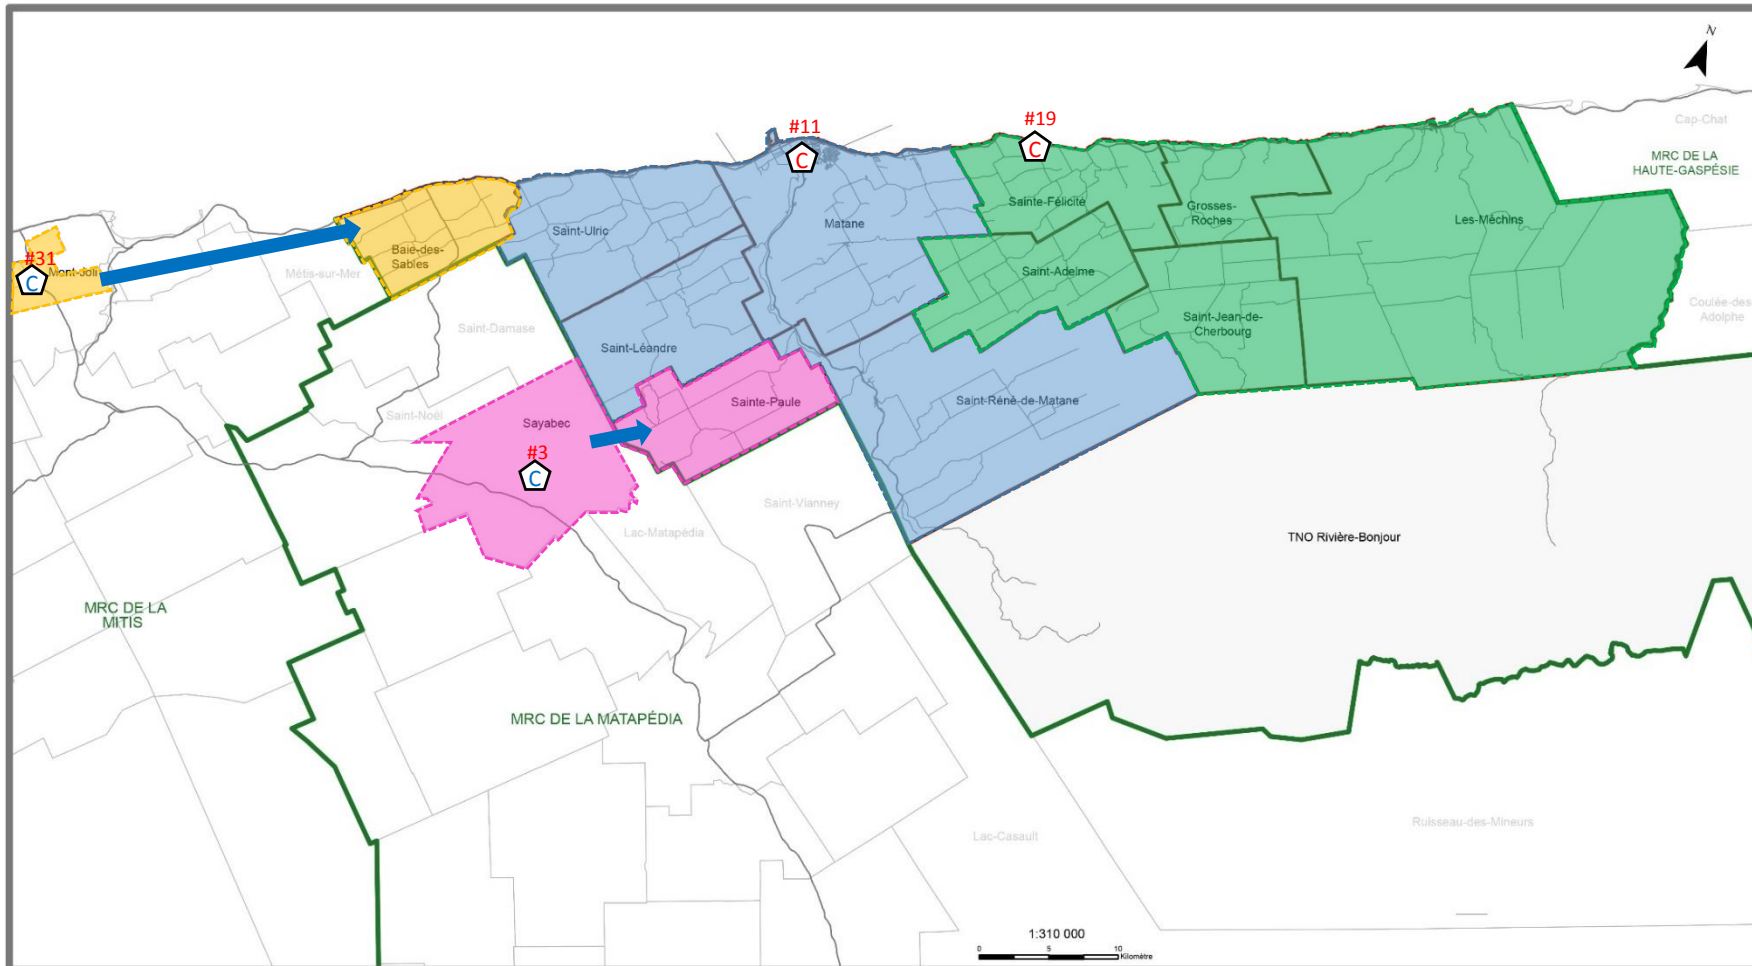 N
Cap-Chat
MRC DE LA
HAUTE-GASPÉSIE
#11
C
#19
C
Sainte-Félicité
Grosses-
Roches
Les-Méchins
Saint-Ulric
Matane
Baie-des-
Sables
#31
C
Mont-Joli
Métis-sur-Mer
Saint-Adelme
Coulée-des-
Adolphe
Saint-Damase
Saint-Léandre
Saint-Jean-de-
Cherbourg
Saint-Noël
Sayabec
Sainte-Paule
Saint-René-de-Matane
#3
C
Saint-Vianney
Lac-Matapédia
TNO Rivière-Bonjour
MRC DE LA
MITIS
MRC DE LA MATAPÉDIA
Lac-Casault
Ruisseau-des-Mineurs
1:310 000
0 5 10
Kilomètre